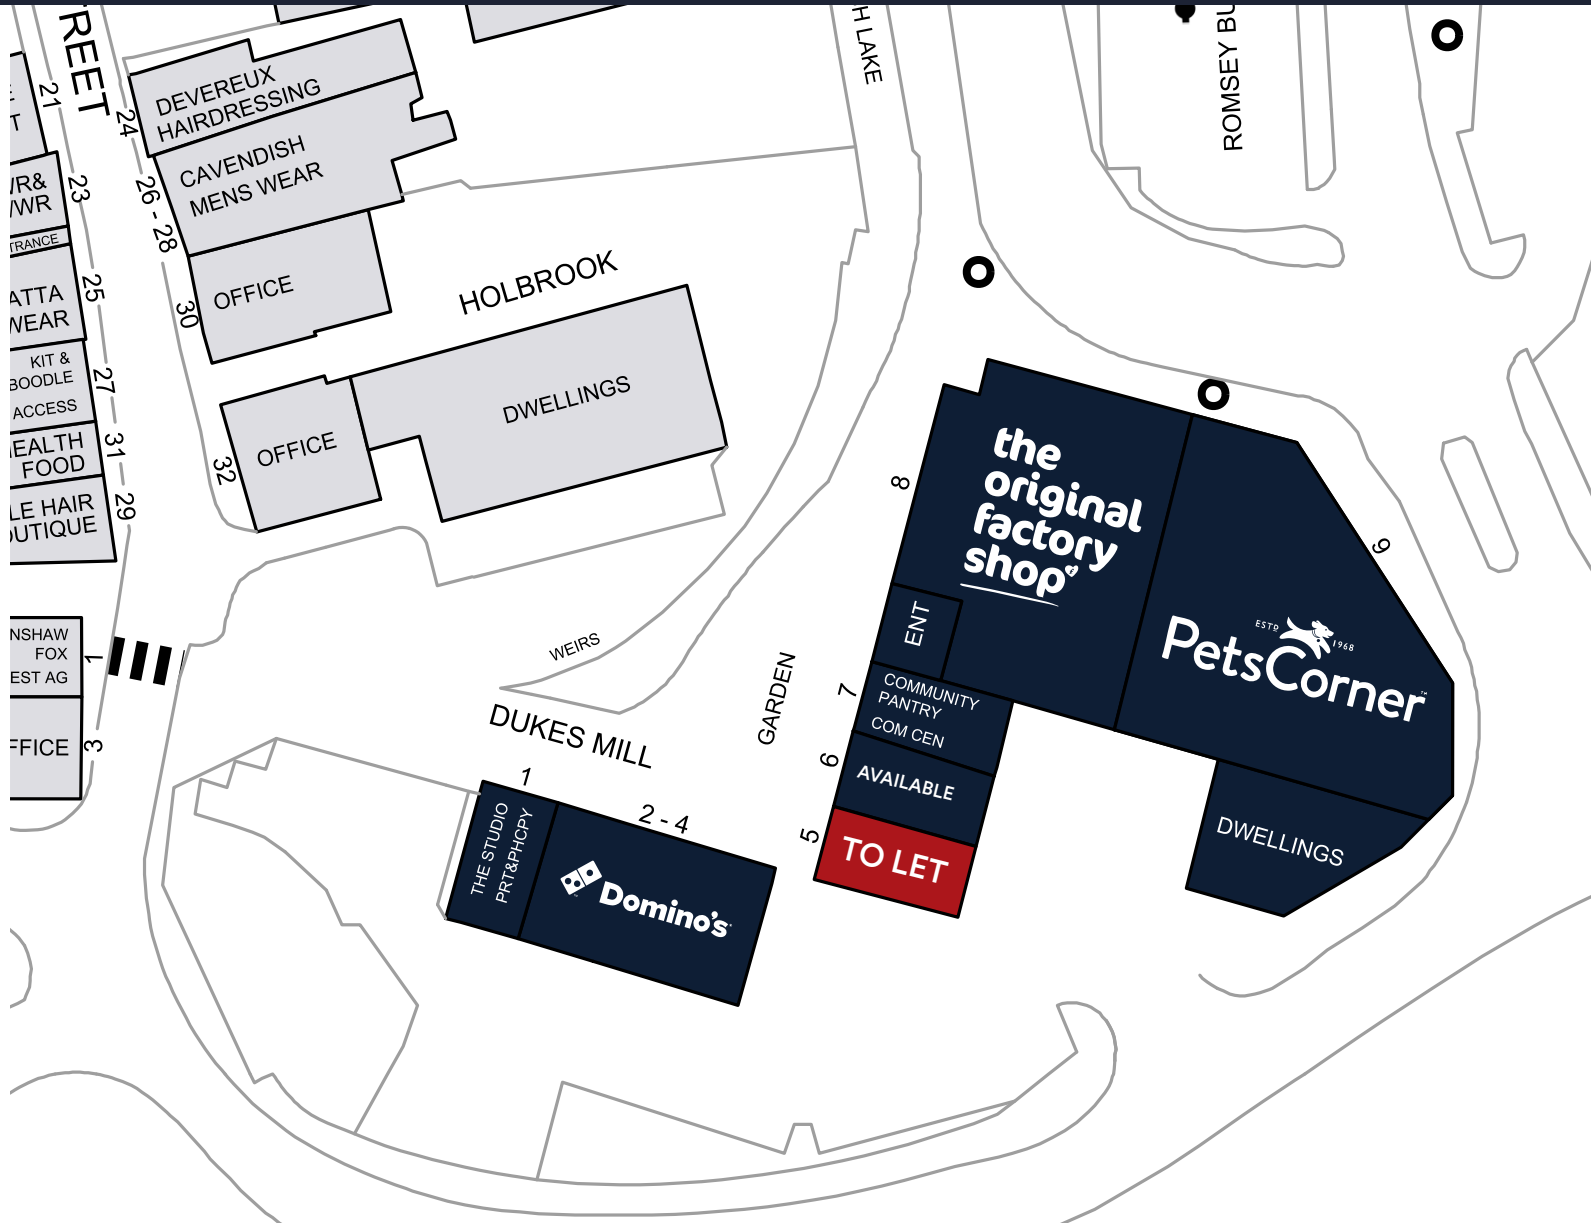 REET
21
T
WR&
WWR
TRANCE
23
ATTA
WEAR
25
KIT &
BOODLE
ACCESS
27
EALTH
FOOD
31
LE HAIR
OUTIQUE
29
NSHAW
FOX
EST AG
1
FFICE
3
24
DEVEREUX
HAIRDRESSING
26 - 28
CAVENDISH
MENS WEAR
30
OFFICE
HOLBROOK
32
OFFICE
DWELLINGS
H LAKE
ROMSEY BU
WEIRS
DUKES MILL
GARDEN
1
THE STUDIO
PRT&PHCPY
2 - 4
Domino's
8
the
original
factory
shop
ENT
7
COMMUNITY
PANTRY
COM CEN
6
AVAILABLE
5
TO LET
9
ESTD 1968
PetsCorner™
DWELLINGS